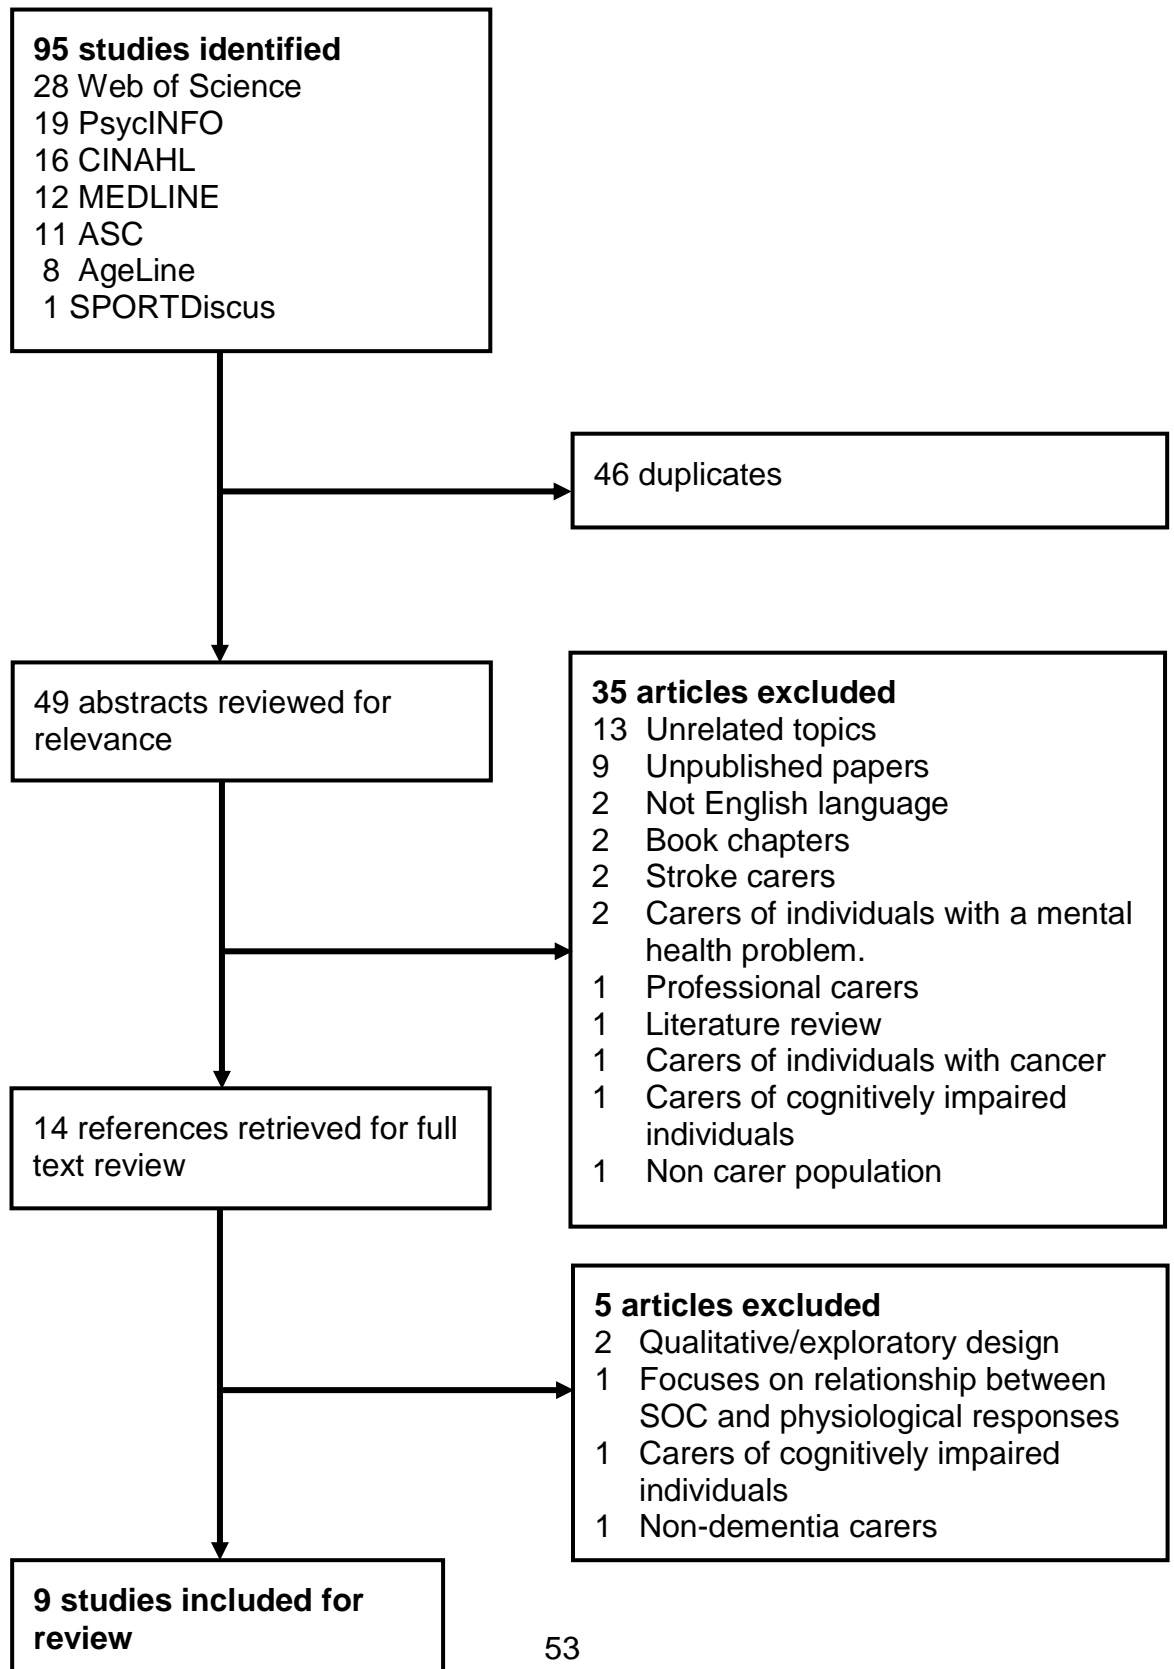 95 studies identified
28 Web of Science
19 PsycINFO
16 CINAHL
12 MEDLINE
11 ASC
8 AgeLine
1 SPORTDiscus
46 duplicates
49 abstracts reviewed for
relevance
35 articles excluded
13 Unrelated topics
9 Unpublished papers
2 Not English language
2 Book chapters
2 Stroke carers
2 Carers of individuals with a mental
health problem.
1 Professional carers
1 Literature review
1 Carers of individuals with cancer
1 Carers of cognitively impaired
individuals
1 Non carer population
14 references retrieved for full
text review
5 articles excluded
2 Qualitative/exploratory design
1 Focuses on relationship between
SOC and physiological responses
1 Carers of cognitively impaired
individuals
1 Non-dementia carers
9 studies included for
review
53